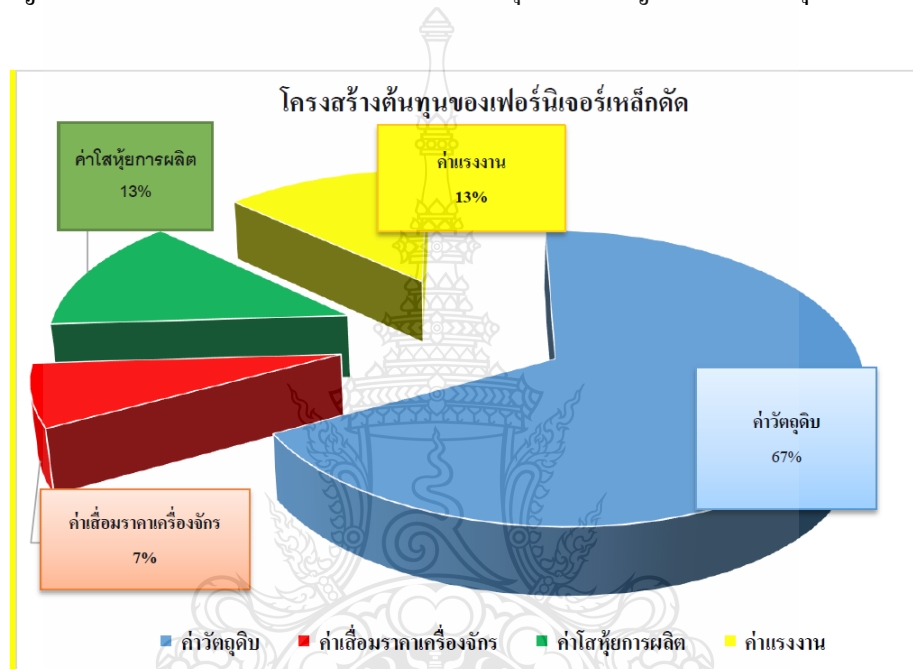 โครงสร้างต้นทุนของเฟอร์นิเจอร์เหล็กดัด
ค่าโสหุ้ยการผลิต
13%
ค่าแรงงาน
13%
ค่าวัตถุดิบ
67%
ค่าเสื่อมราคาเครื่องจักร
7%
ค่าวัตถุดิบ ค่าเสื่อมราคาเครื่องจักร ค่าโสหุ้ยการผลิต ค่าแรงงาน